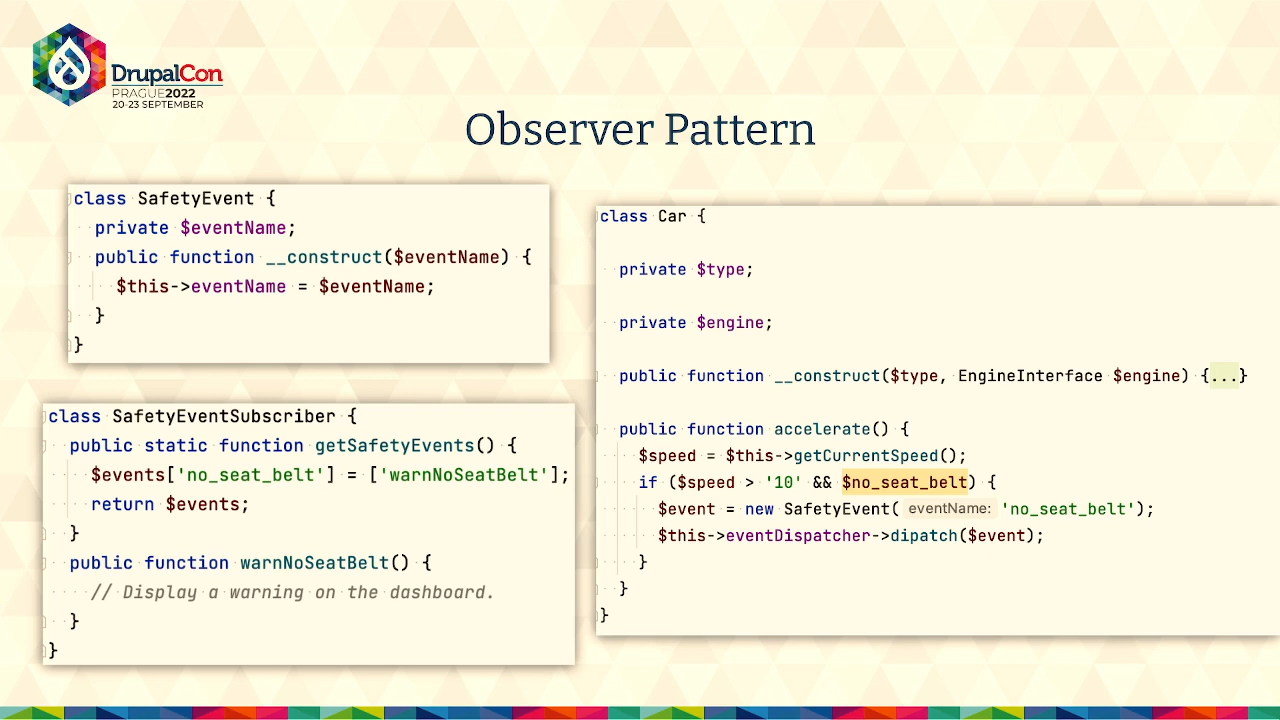 DrupalCon
PRAGUE2022
20-23 SEPTEMBER
Observer Pattern
class SafetyEvent {
  private $eventName;
  public function __construct($eventName) {
    $this->eventName = $eventName;
  }
}
class SafetyEventSubscriber {
  public static function getSafetyEvents() {
    $events['no_seat_belt'] = ['warnNoSeatBelt'];
    return $events;
  }
  public function warnNoSeatBelt() {
    // Display a warning on the dashboard.
  }
}
class Car {
  private $type;
  private $engine;
  public function __construct($type, EngineInterface $engine) {...}
  public function accelerate() {
    $speed = $this->getCurrentSpeed();
    if ($speed > '10' && $no_seat_belt) {
      $event = new SafetyEvent( eventName: 'no_seat_belt');
      $this->eventDispatcher->dipatch($event);
    }
  }
}